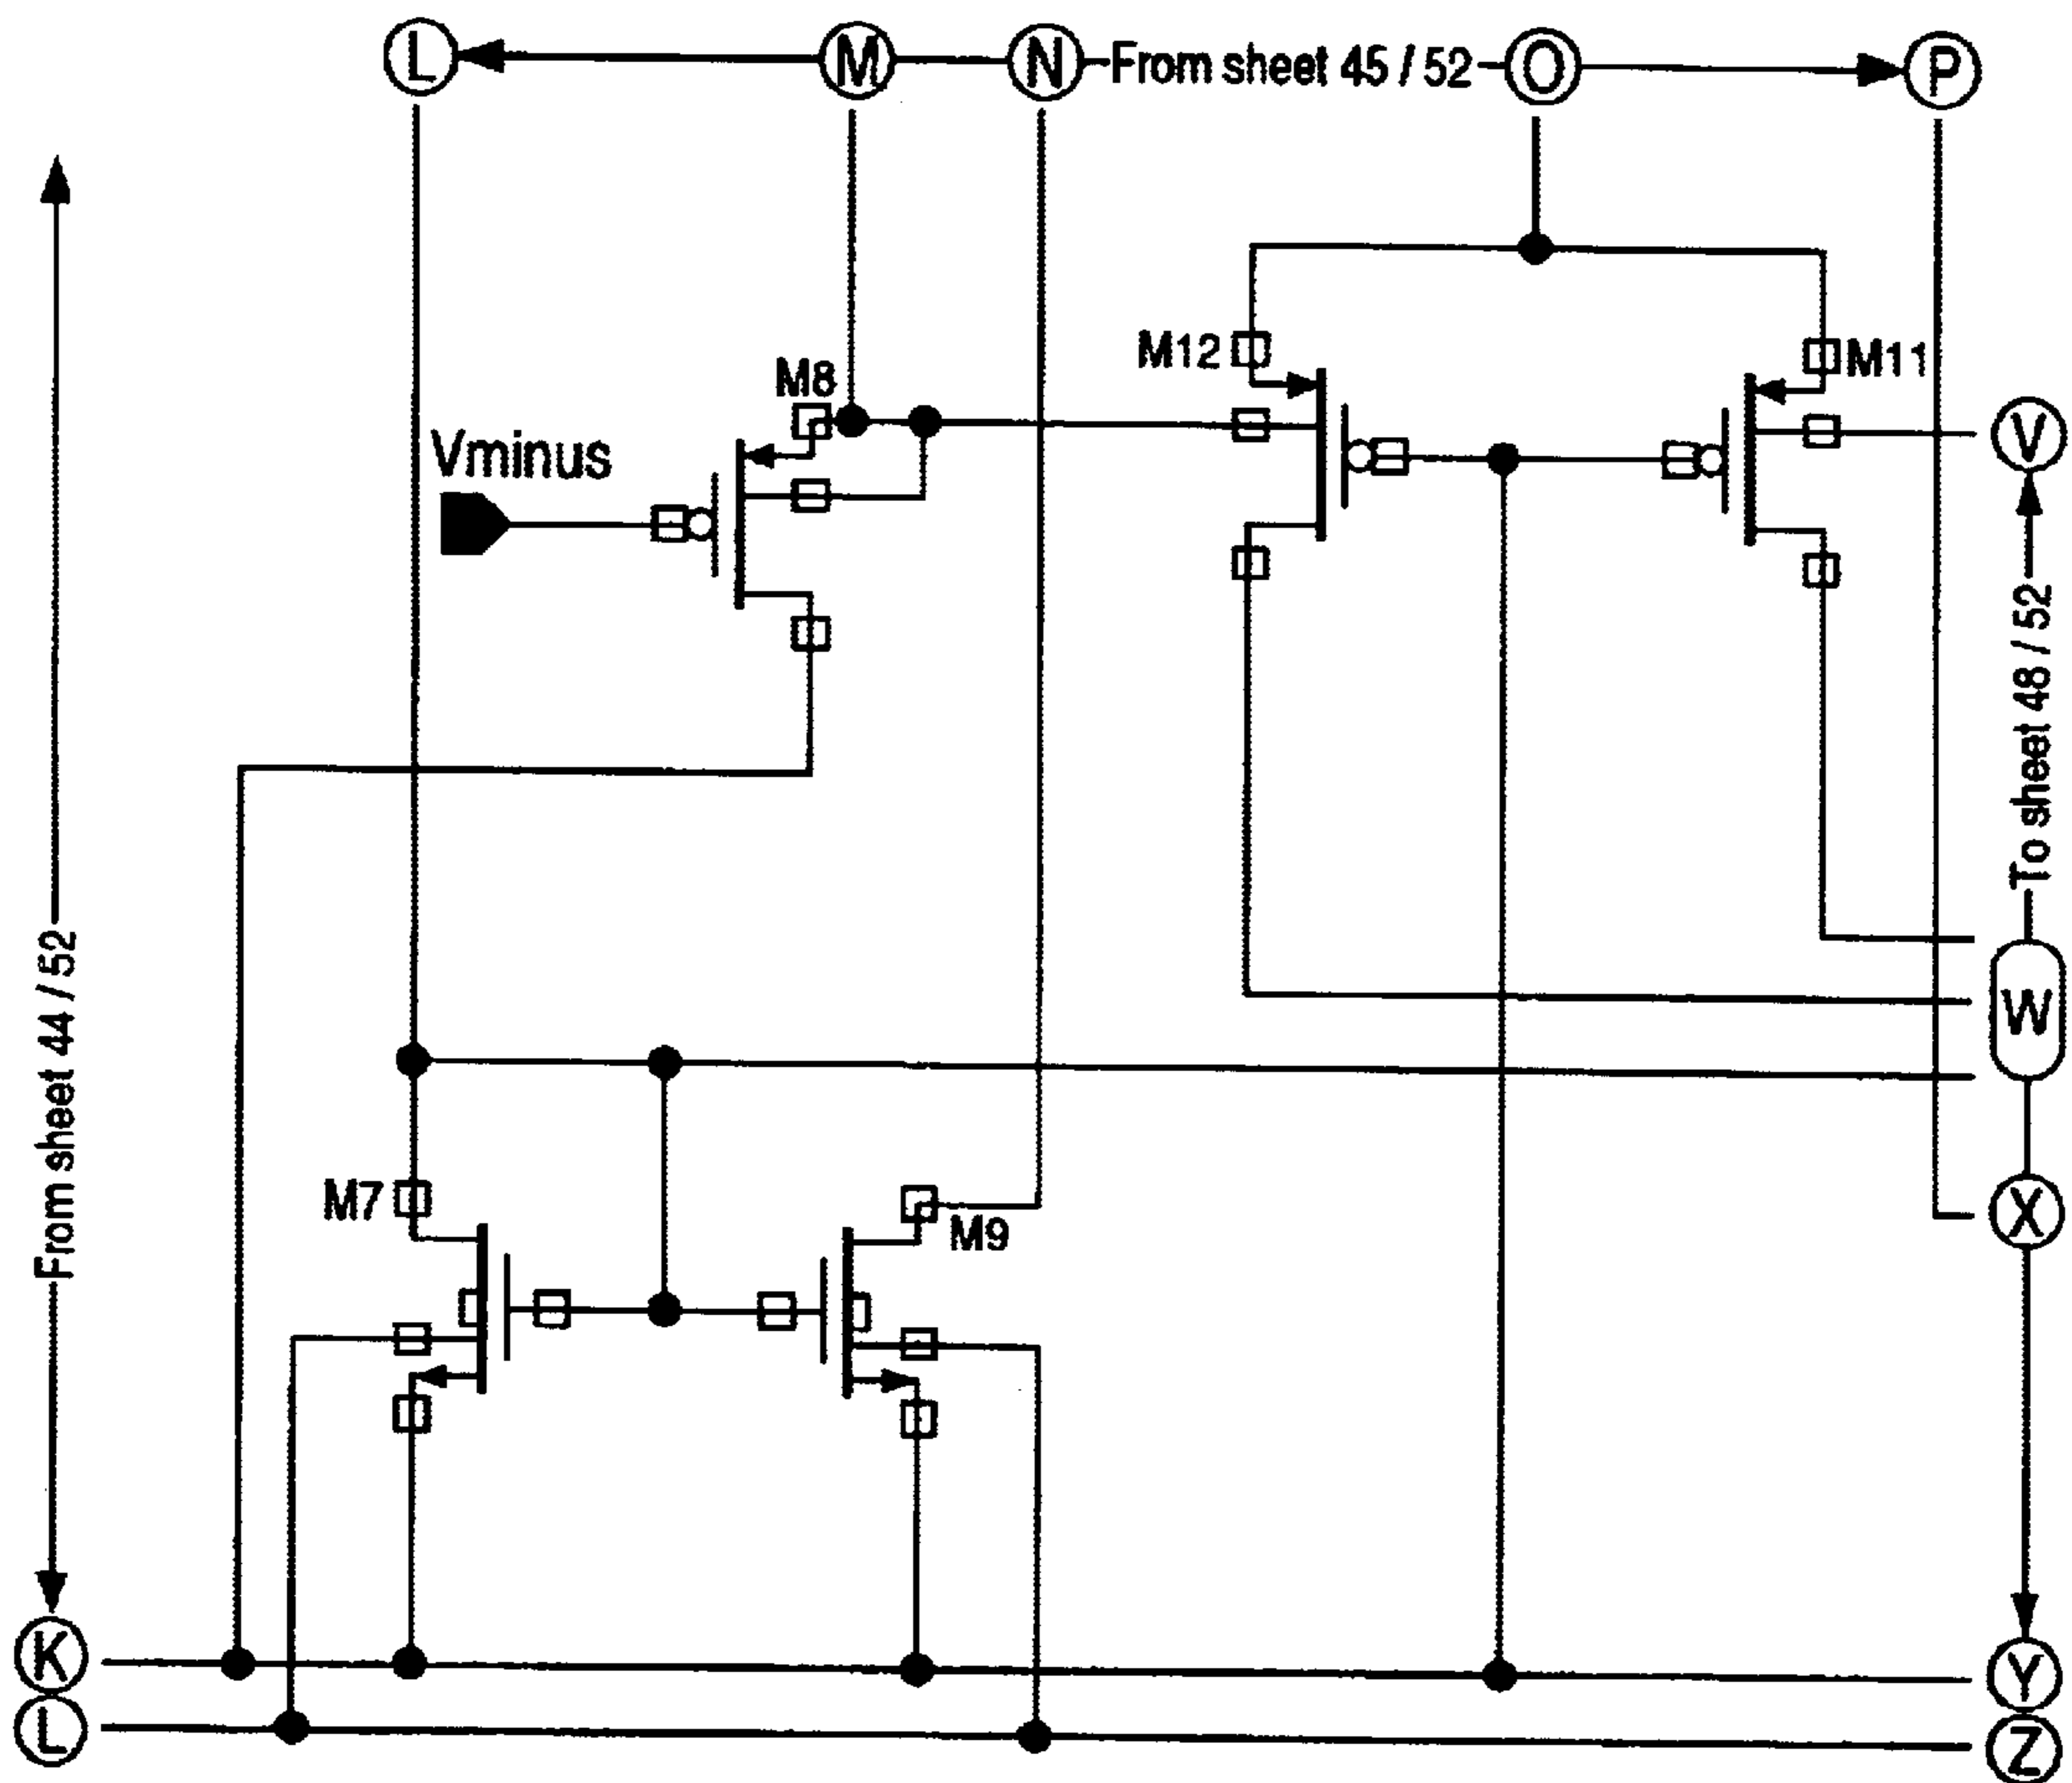 L
M
N
From sheet 45 / 52
O
P
M12
M11
M8
Vminus
V
To sheet 48 / 52
W
From sheet 44 / 52
M7
M9
X
K
Y
L
Z